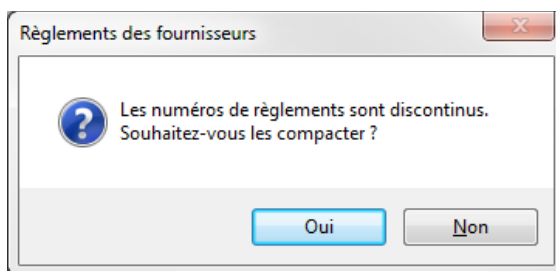 Règlements des fournisseurs
Les numéros de règlements sont discontinus.
Souhaitez-vous les compacter ?
Oui
Non